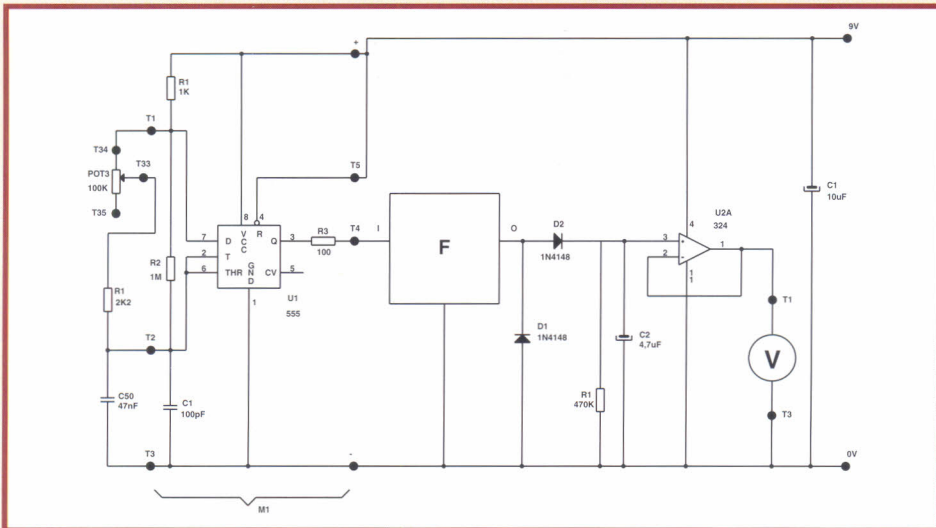 +
9V
R1
1K
T1
T34
T33
POT3
100K
T35
T5
8
4
V
C
C
R
7
D
2
T
6
THR
Q
3
G
N
D
CV
5
1
U1
555
R3
100
T4
I
F
O
D2
1N4148
U2A
324
4
3
+
2
-
1
1
1
C1
10uF
R2
1M
R1
2K2
T2
D1
1N4148
C2
4,7uF
R1
470K
T1
V
T3
C50
47nF
C1
100pF
T3
-
0V
M1